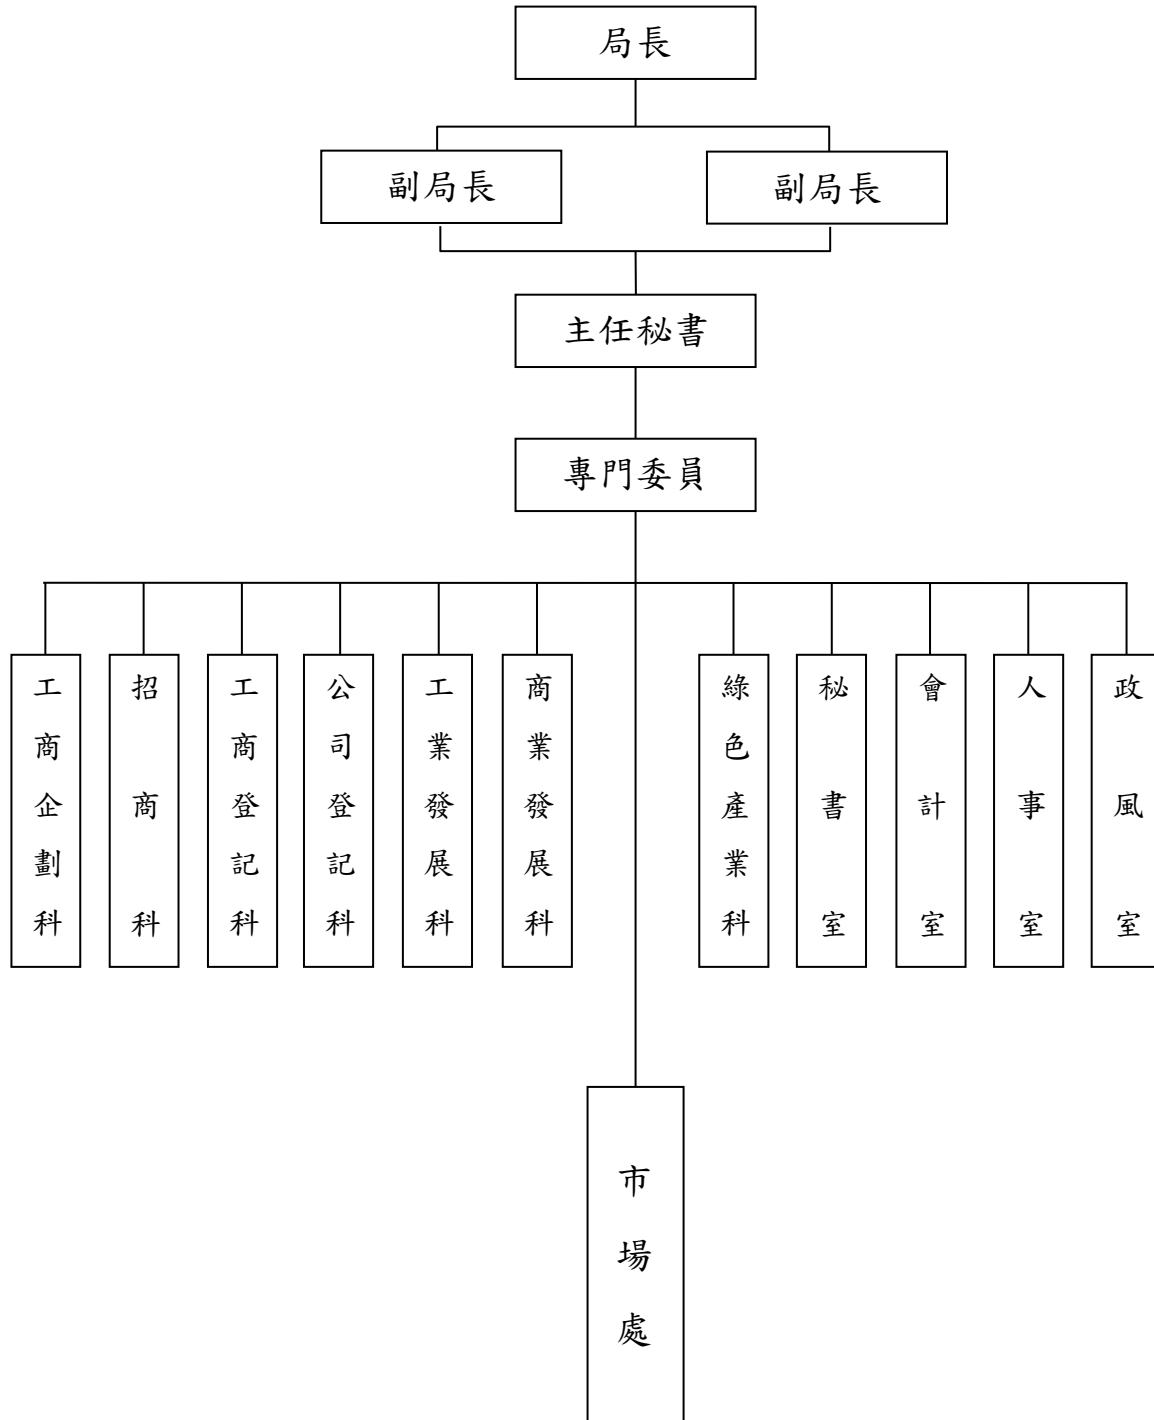 局長
副局長
副局長
主任秘書
專門委員
工商企劃科
招商科
工商登記科
公司登記科
工業發展科
商業發展科
綠色產業科
秘書室
會計室
人事室
政風室
市場處